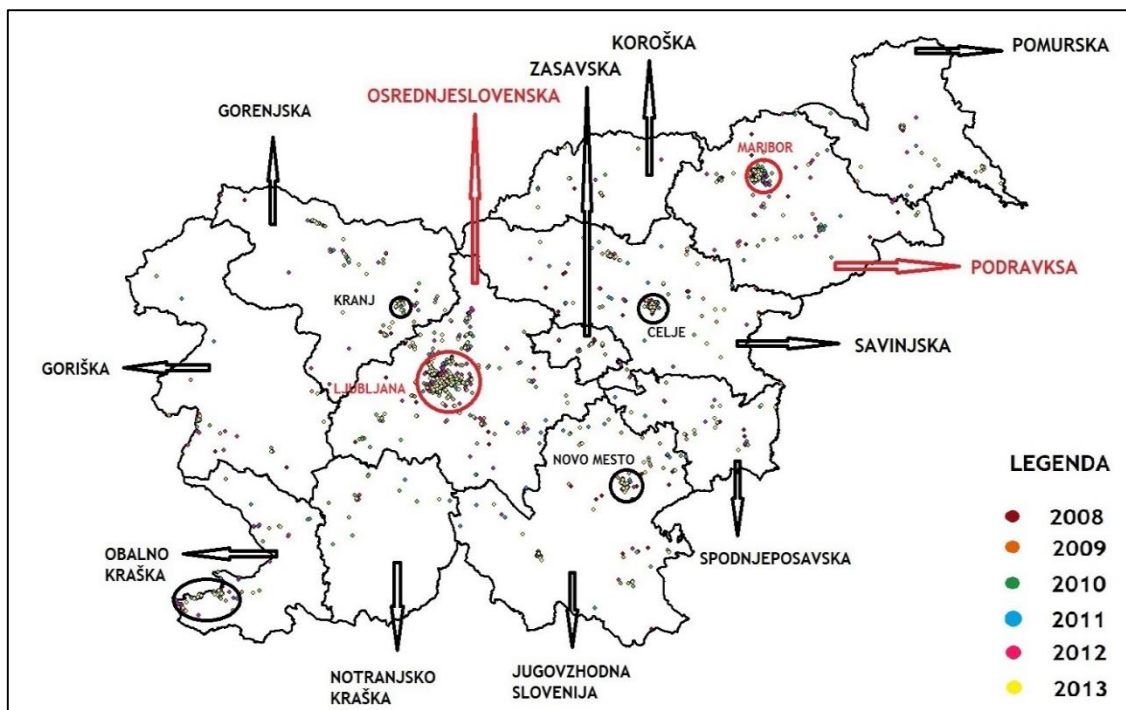 KOROŠKA
POMURSKA
ZASAVSKA
OSREDNJESLOVENSKA
GORENJSKA
MARIBOR
PODRAVKSA
KRANJ
CELJE
SAVINJSKA
GORIŠKA
LJUBLJANA
NOVO MESTO
LEGENDA
2008
2009
2010
2011
2012
2013
OBALNO
KRAŠKA
SPODNJEPOSAVSKA
NOTRANJSKO
KRAŠKA
JUGOVZHODNA
SLOVENIJA